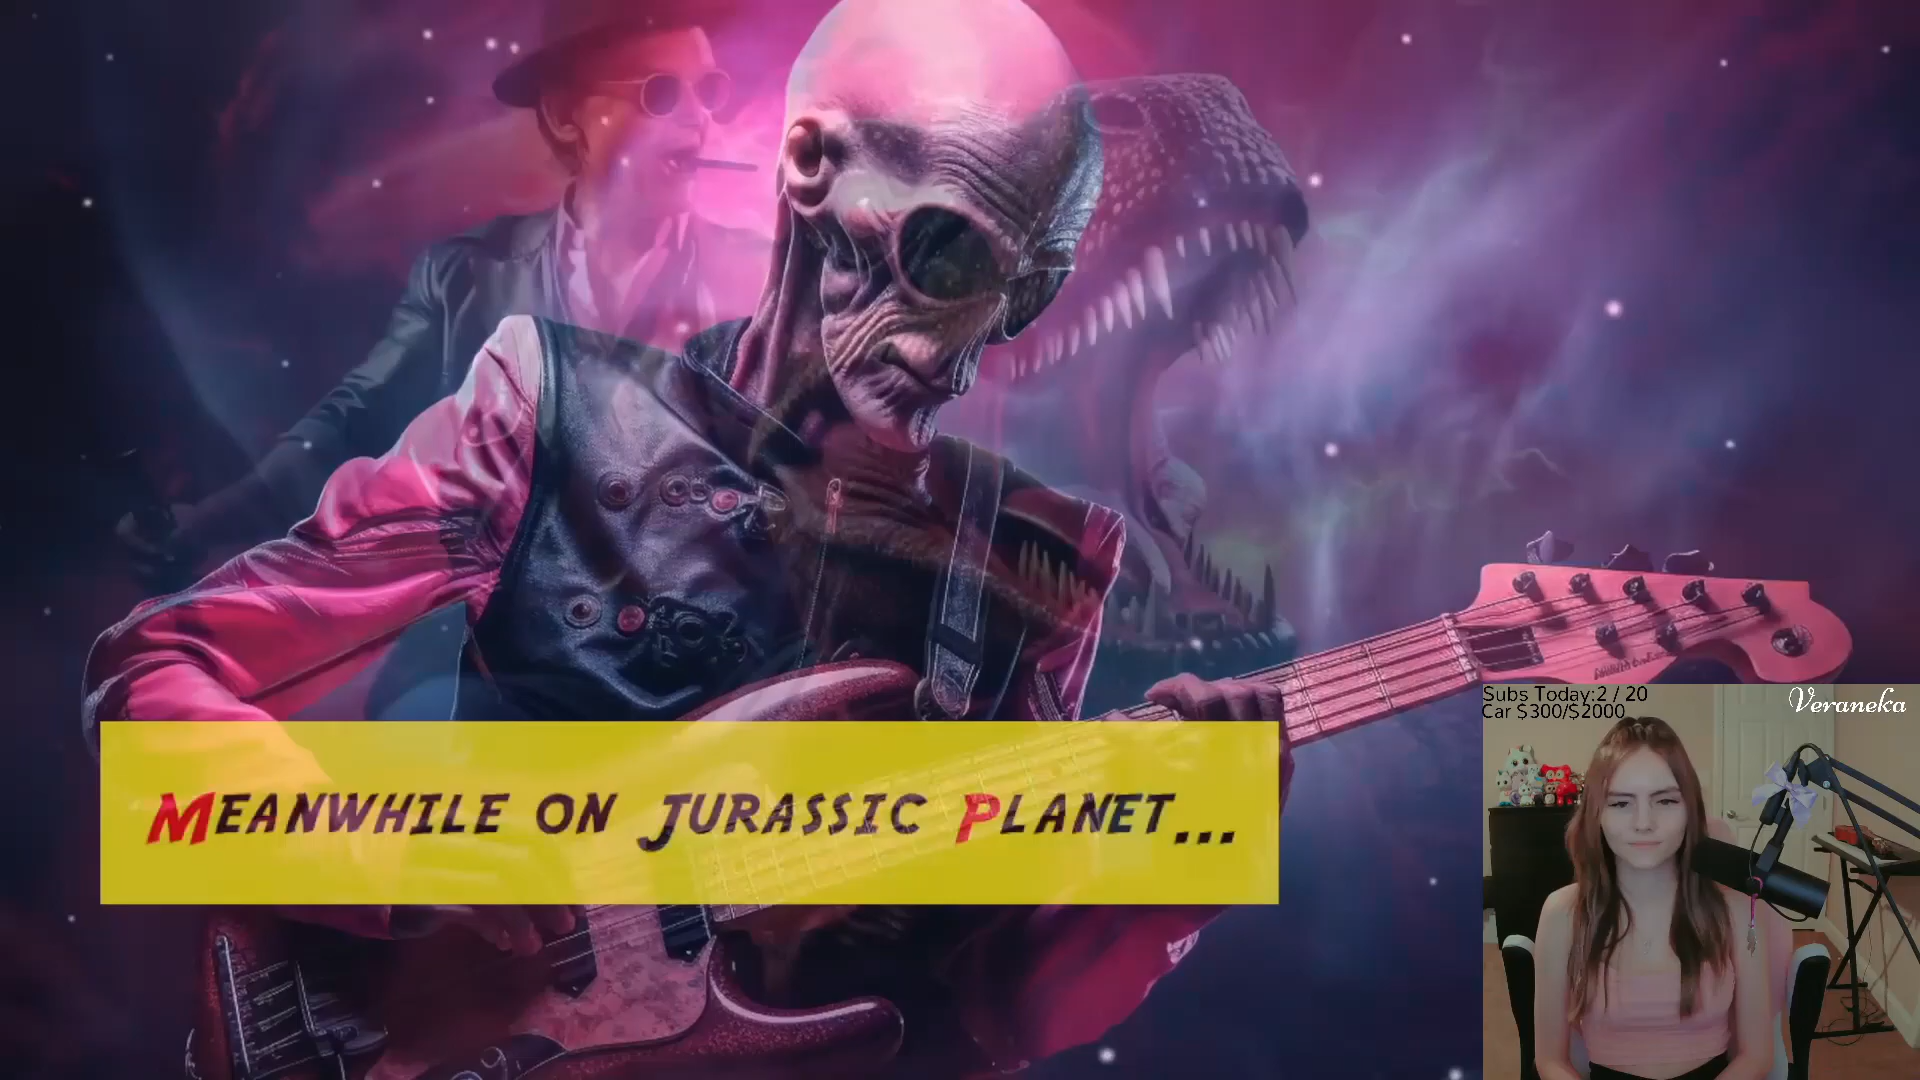 Subs Today:2 / 20
Car $300/$2000
Veraneka
MEANWHILE ON JURASSIC PLANET...